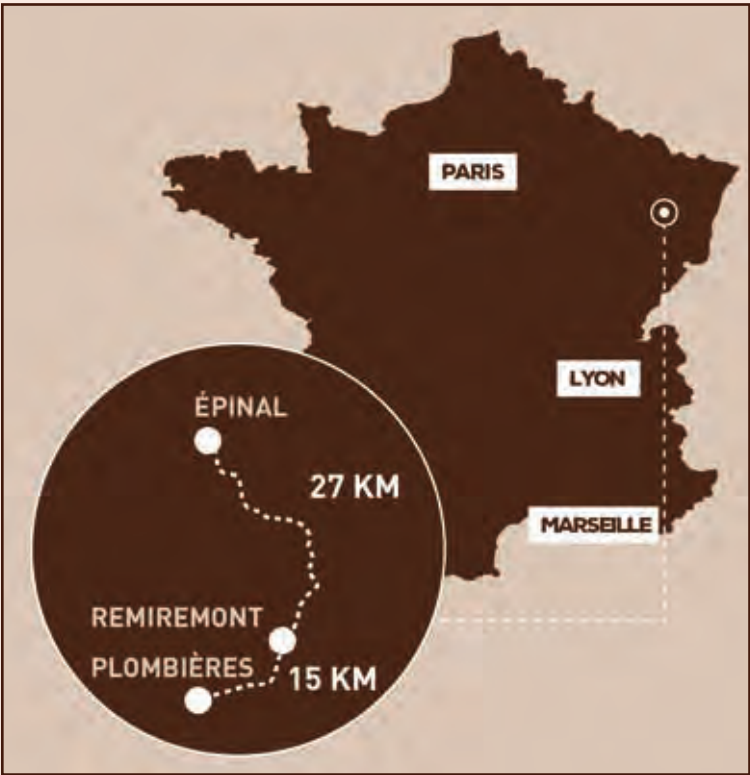 PARIS
LYON
MARSEILLE
ÉPINAL
27 KM
REMIREMONT
PLOMBIÈRES
15 KM